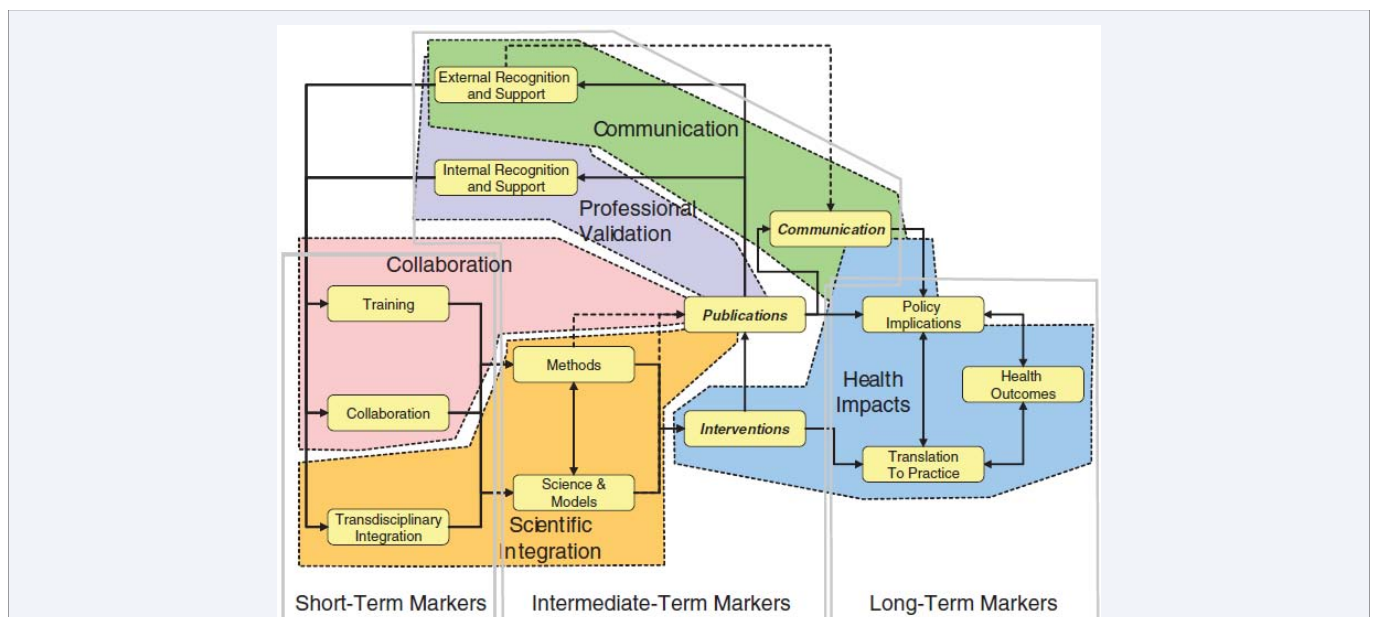 External Recognition
and Support
Communication
Internal Recognition
and Support
Professional
Validation
Communication
Collaboration
Training
Publications
Policy
Implications
Methods
Health
Outcomes
Health
Impacts
Collaboration
Interventions
Translation
To Practice
Science &
Models
Transdisciplinary
Integration
Scientific
Integration
Short-Term Markers
Intermediate-Term Markers
Long-Term Markers